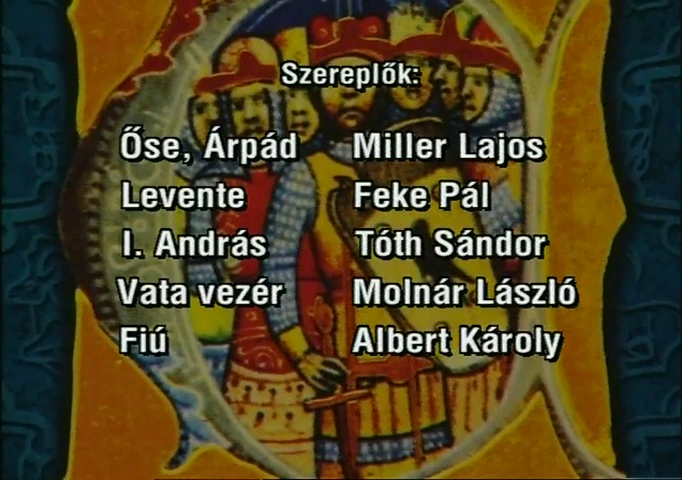 Szereplők:
Őse, Árpád Miller Lajos
Levente Feke Pál
I. András Tóth Sándor
Vata vezér Molnár László
Fiú Albert Károly